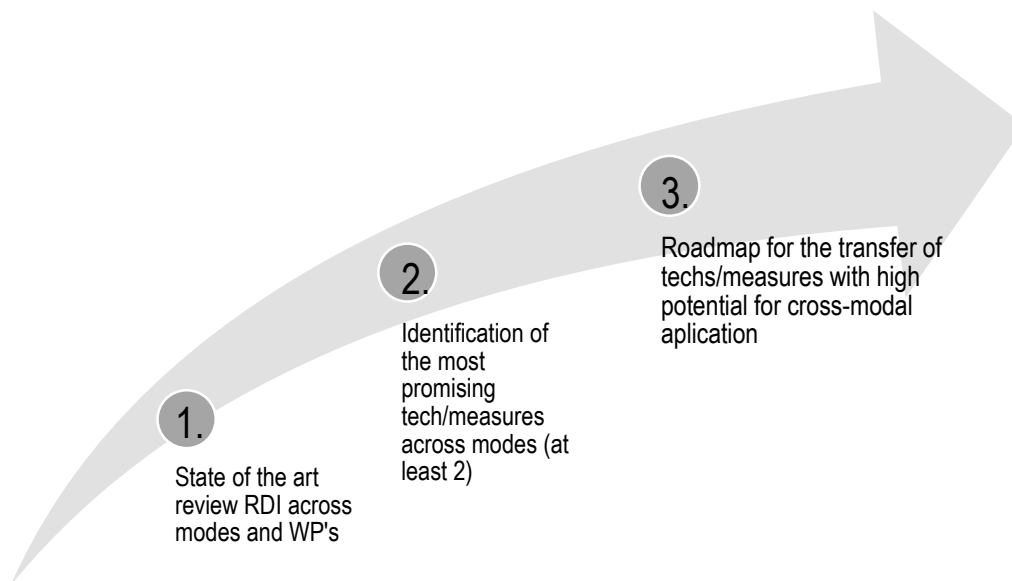 1.
State of the art
review RDI across
modes and WP's
2.
Identification of
the most
promising
tech/measures
across modes (at
least 2)
3.
Roadmap for the transfer of
techs/measures with high
potential for cross-modal
aplication